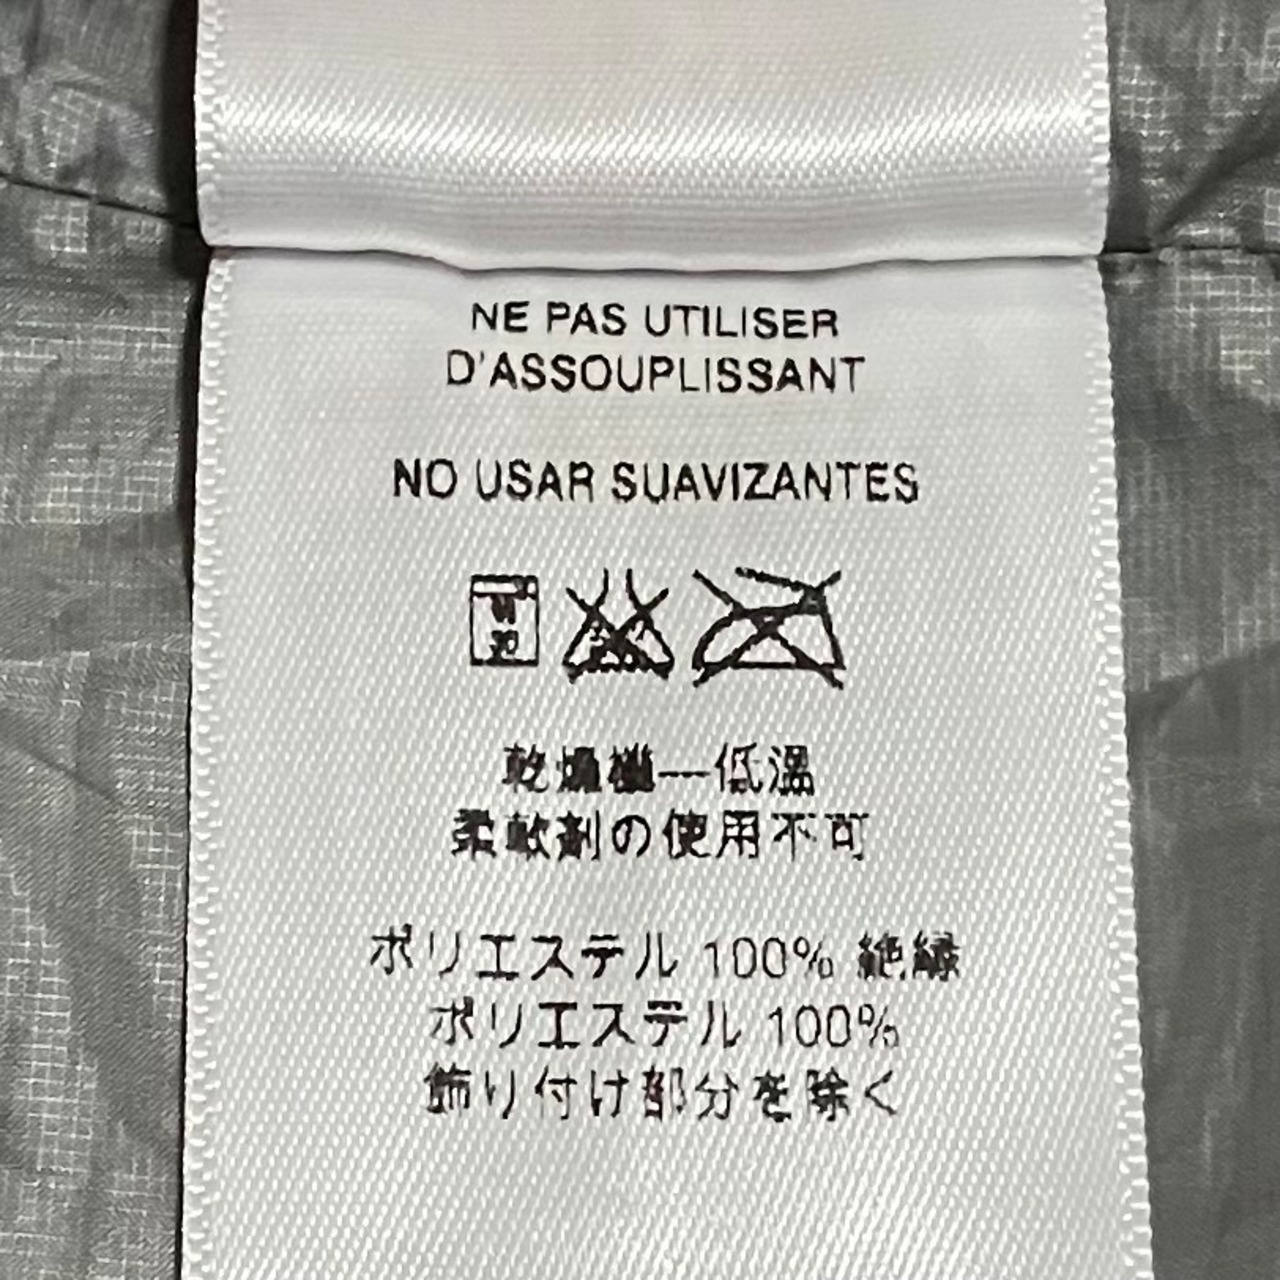 NE PAS UTILISER
D'ASSOUPLISSANT
NO USAR SUAVIZANTES
30
乾燥機—低温
柔軟剤の使用不可
ポリエステル 100% 絶縁
ポリエステル 100%
飾り付け部分を除く